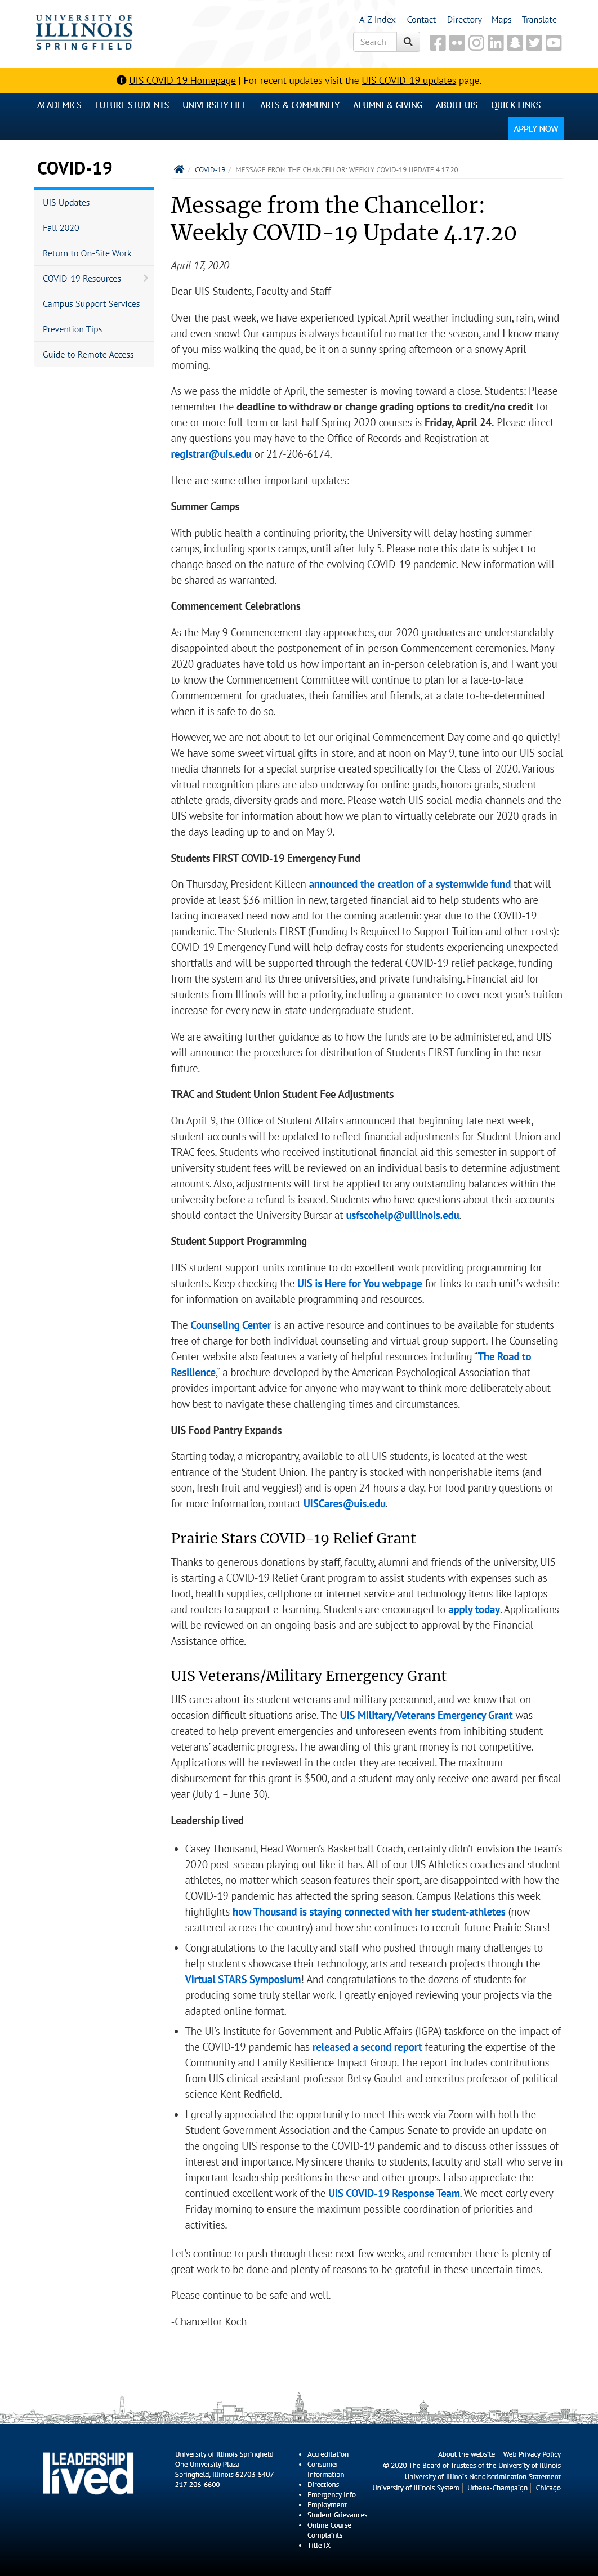 UNIVERSITY OF
ILLINOIS
SPRINGFIELD
A-Z Index Contact Directory Maps Translate
Search
UIS COVID-19 Homepage | For recent updates visit the UIS COVID-19 updates page.
ACADEMICS FUTURE STUDENTS UNIVERSITY LIFE ARTS & COMMUNITY ALUMNI & GIVING ABOUT UIS QUICK LINKS
APPLY NOW
COVID-19
UIS Updates
Fall 2020
Return to On-Site Work
COVID-19 Resources
Campus Support Services
Prevention Tips
Guide to Remote Access
/ COVID-19 / MESSAGE FROM THE CHANCELLOR: WEEKLY COVID-19 UPDATE 4.17.20
Message from the Chancellor:
Weekly COVID-19 Update 4.17.20
April 17, 2020
Dear UIS Students, Faculty and Staff –
Over the past week, we have experienced typical April weather including sun, rain, wind
and even snow! Our campus is always beautiful no matter the season, and I know many
of you miss walking the quad, be it on a sunny spring afternoon or a snowy April
morning.
As we pass the middle of April, the semester is moving toward a close. Students: Please
remember the deadline to withdraw or change grading options to credit/no credit for
one or more full-term or last-half Spring 2020 courses is Friday, April 24. Please direct
any questions you may have to the Office of Records and Registration at
registrar@uis.edu or 217-206-6174.
Here are some other important updates:
Summer Camps
With public health a continuing priority, the University will delay hosting summer
camps, including sports camps, until after July 5. Please note this date is subject to
change based on the nature of the evolving COVID-19 pandemic. New information will
be shared as warranted.
Commencement Celebrations
As the May 9 Commencement day approaches, our 2020 graduates are understandably
disappointed about the postponement of in-person Commencement ceremonies. Many
2020 graduates have told us how important an in-person celebration is, and I want you
to know the Commencement Committee will continue to plan for a face-to-face
Commencement for graduates, their families and friends, at a date to-be-determined
when it is safe to do so.
However, we are not about to let our original Commencement Day come and go quietly!
We have some sweet virtual gifts in store, and at noon on May 9, tune into our UIS social
media channels for a special surprise created specifically for the Class of 2020. Various
virtual recognition plans are also underway for online grads, honors grads, student-
athlete grads, diversity grads and more. Please watch UIS social media channels and the
UIS website for information about how we plan to virtually celebrate our 2020 grads in
the days leading up to and on May 9.
Students FIRST COVID-19 Emergency Fund
On Thursday, President Killeen announced the creation of a systemwide fund that will
provide at least $36 million in new, targeted financial aid to help students who are
facing increased need now and for the coming academic year due to the COVID-19
pandemic. The Students FIRST (Funding Is Required to Support Tuition and other costs):
COVID-19 Emergency Fund will help defray costs for students experiencing unexpected
shortfalls and will be supported through the federal COVID-19 relief package, funding
from the system and its three universities, and private fundraising. Financial aid for
students from Illinois will be a priority, including a guarantee to cover next year’s tuition
increase for every new in-state undergraduate student.
We are awaiting further guidance as to how the funds are to be administered, and UIS
will announce the procedures for distribution of Students FIRST funding in the near
future.
TRAC and Student Union Student Fee Adjustments
On April 9, the Office of Student Affairs announced that beginning late next week,
student accounts will be updated to reflect financial adjustments for Student Union and
TRAC fees. Students who received institutional financial aid this semester in support of
university student fees will be reviewed on an individual basis to determine adjustment
amounts. Also, adjustments will first be applied to any outstanding balances within the
university before a refund is issued. Students who have questions about their accounts
should contact the University Bursar at usfscohelp@uillinois.edu.
Student Support Programming
UIS student support units continue to do excellent work providing programming for
students. Keep checking the UIS is Here for You webpage for links to each unit’s website
for information on available programming and resources.
The Counseling Center is an active resource and continues to be available for students
free of charge for both individual counseling and virtual group support. The Counseling
Center website also features a variety of helpful resources including “The Road to
Resilience,” a brochure developed by the American Psychological Association that
provides important advice for anyone who may want to think more deliberately about
how best to navigate these challenging times and circumstances.
UIS Food Pantry Expands
Starting today, a micropantry, available to all UIS students, is located at the west
entrance of the Student Union. The pantry is stocked with nonperishable items (and
soon, fresh fruit and veggies!) and is open 24 hours a day. For food pantry questions or
for more information, contact UISCares@uis.edu.
Prairie Stars COVID-19 Relief Grant
Thanks to generous donations by staff, faculty, alumni and friends of the university, UIS
is starting a COVID-19 Relief Grant program to assist students with expenses such as
food, health supplies, cellphone or internet service and technology items like laptops
and routers to support e-learning. Students are encouraged to apply today. Applications
will be reviewed on an ongoing basis and are subject to approval by the Financial
Assistance office.
UIS Veterans/Military Emergency Grant
UIS cares about its student veterans and military personnel, and we know that on
occasion difficult situations arise. The UIS Military/Veterans Emergency Grant was
created to help prevent emergencies and unforeseen events from inhibiting student
veterans’ academic progress. The awarding of this grant money is not competitive.
Applications will be reviewed in the order they are received. The maximum
disbursement for this grant is $500, and a student may only receive one award per fiscal
year (July 1 – June 30).
Leadership lived
• Casey Thousand, Head Women’s Basketball Coach, certainly didn’t envision the team’s
2020 post-season playing out like it has. All of our UIS Athletics coaches and student
athletes, no matter which season features their sport, are disappointed with how the
COVID-19 pandemic has affected the spring season. Campus Relations this week
highlights how Thousand is staying connected with her student-athletes (now
scattered across the country) and how she continues to recruit future Prairie Stars!
• Congratulations to the faculty and staff who pushed through many challenges to
help students showcase their technology, arts and research projects through the
Virtual STARS Symposium! And congratulations to the dozens of students for
producing some truly stellar work. I greatly enjoyed reviewing your projects via the
adapted online format.
• The UI’s Institute for Government and Public Affairs (IGPA) taskforce on the impact of
the COVID-19 pandemic has released a second report featuring the expertise of the
Community and Family Resilience Impact Group. The report includes contributions
from UIS clinical assistant professor Betsy Goulet and emeritus professor of political
science Kent Redfield.
• I greatly appreciated the opportunity to meet this week via Zoom with both the
Student Government Association and the Campus Senate to provide an update on
the ongoing UIS response to the COVID-19 pandemic and to discuss other isssues of
interest and importance. My sincere thanks to students, faculty and staff who serve in
important leadership positions in these and other groups. I also appreciate the
continued excellent work of the UIS COVID-19 Response Team. We meet early every
Friday morning to ensure the maximum possible coordination of priorities and
activities.
Let’s continue to push through these next few weeks, and remember there is plenty of
great work to be done and plenty of reasons to be grateful in these uncertain times.
Please continue to be safe and well.
-Chancellor Koch
LEADERSHIP
lived
University of Illinois Springfield
One University Plaza
Springfield, Illinois 62703-5407
217-206-6600
• Accreditation
• Consumer
Information
• Directions
• Emergency Info
• Employment
• Student Grievances
• Online Course
Complaints
• Title IX
About the website | Web Privacy Policy
© 2020 The Board of Trustees of the University of Illinois
University of Illinois Nondiscrimination Statement
University of Illinois System | Urbana-Champaign | Chicago